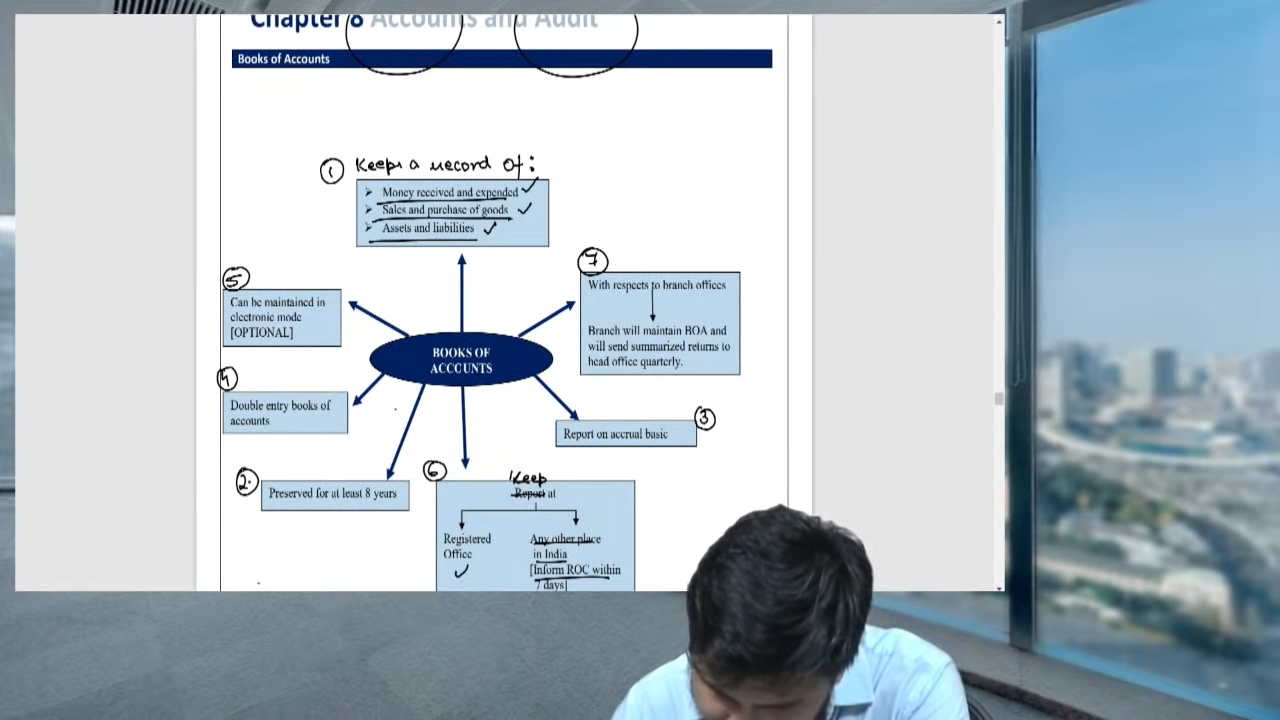 Chapter 8 Accounts and Audit
Books of Accounts
1 Keeps a record of:
Money received and expended
Sales and purchase of goods
Assets and liabilities
5
Can be maintained in
electronic mode
[OPTIONAL]
7
With respects to branch offices
Branch will maintain BOA and
will send summarized returns to
head office quarterly.
BOOKS OF
ACCOUNTS
4
Double entry books of
accounts
3
Report on accrual basic
2.
Preserved for at least 8 years
6
Keep
Report at
Registered
Office
Any other place
in India
[Inform ROC within
7 days]